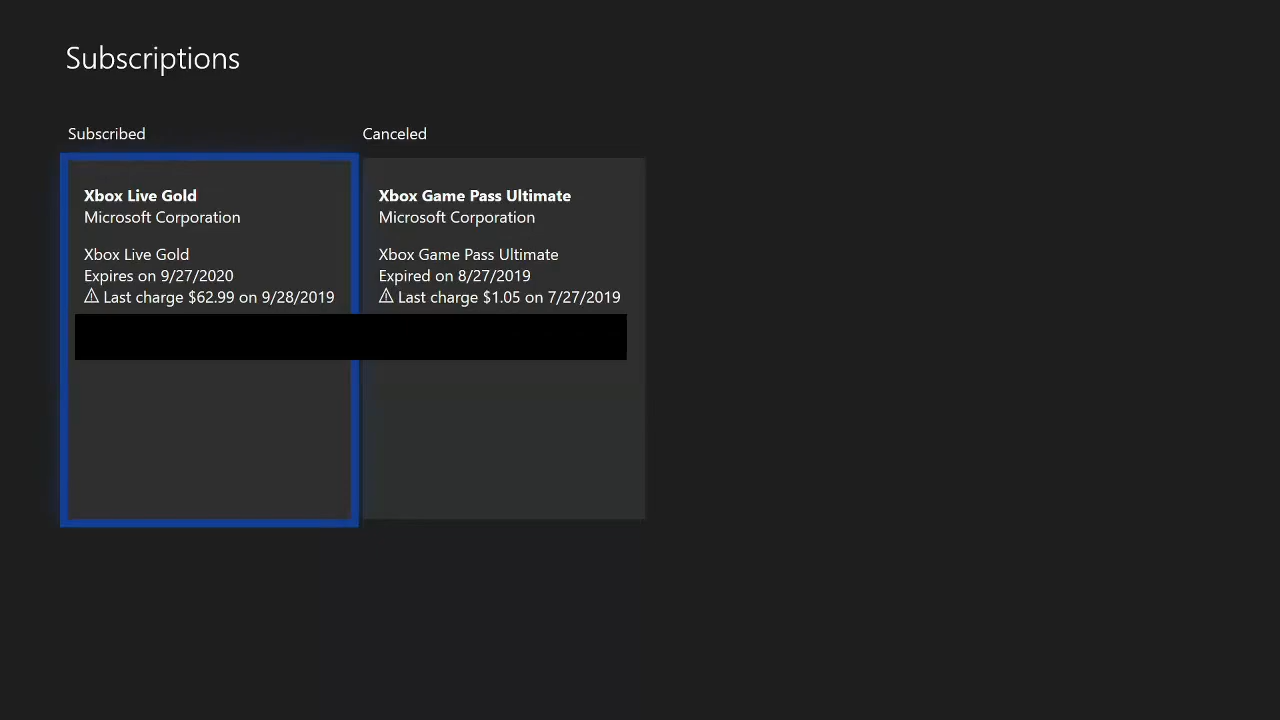 Subscriptions
Subscribed
Xbox Live Gold
Microsoft Corporation
Xbox Live Gold
Expires on 9/27/2020
⚠ Last charge $62.99 on 9/28/2019
Canceled
Xbox Game Pass Ultimate
Microsoft Corporation
Xbox Game Pass Ultimate
Expired on 8/27/2019
⚠ Last charge $1.05 on 7/27/2019